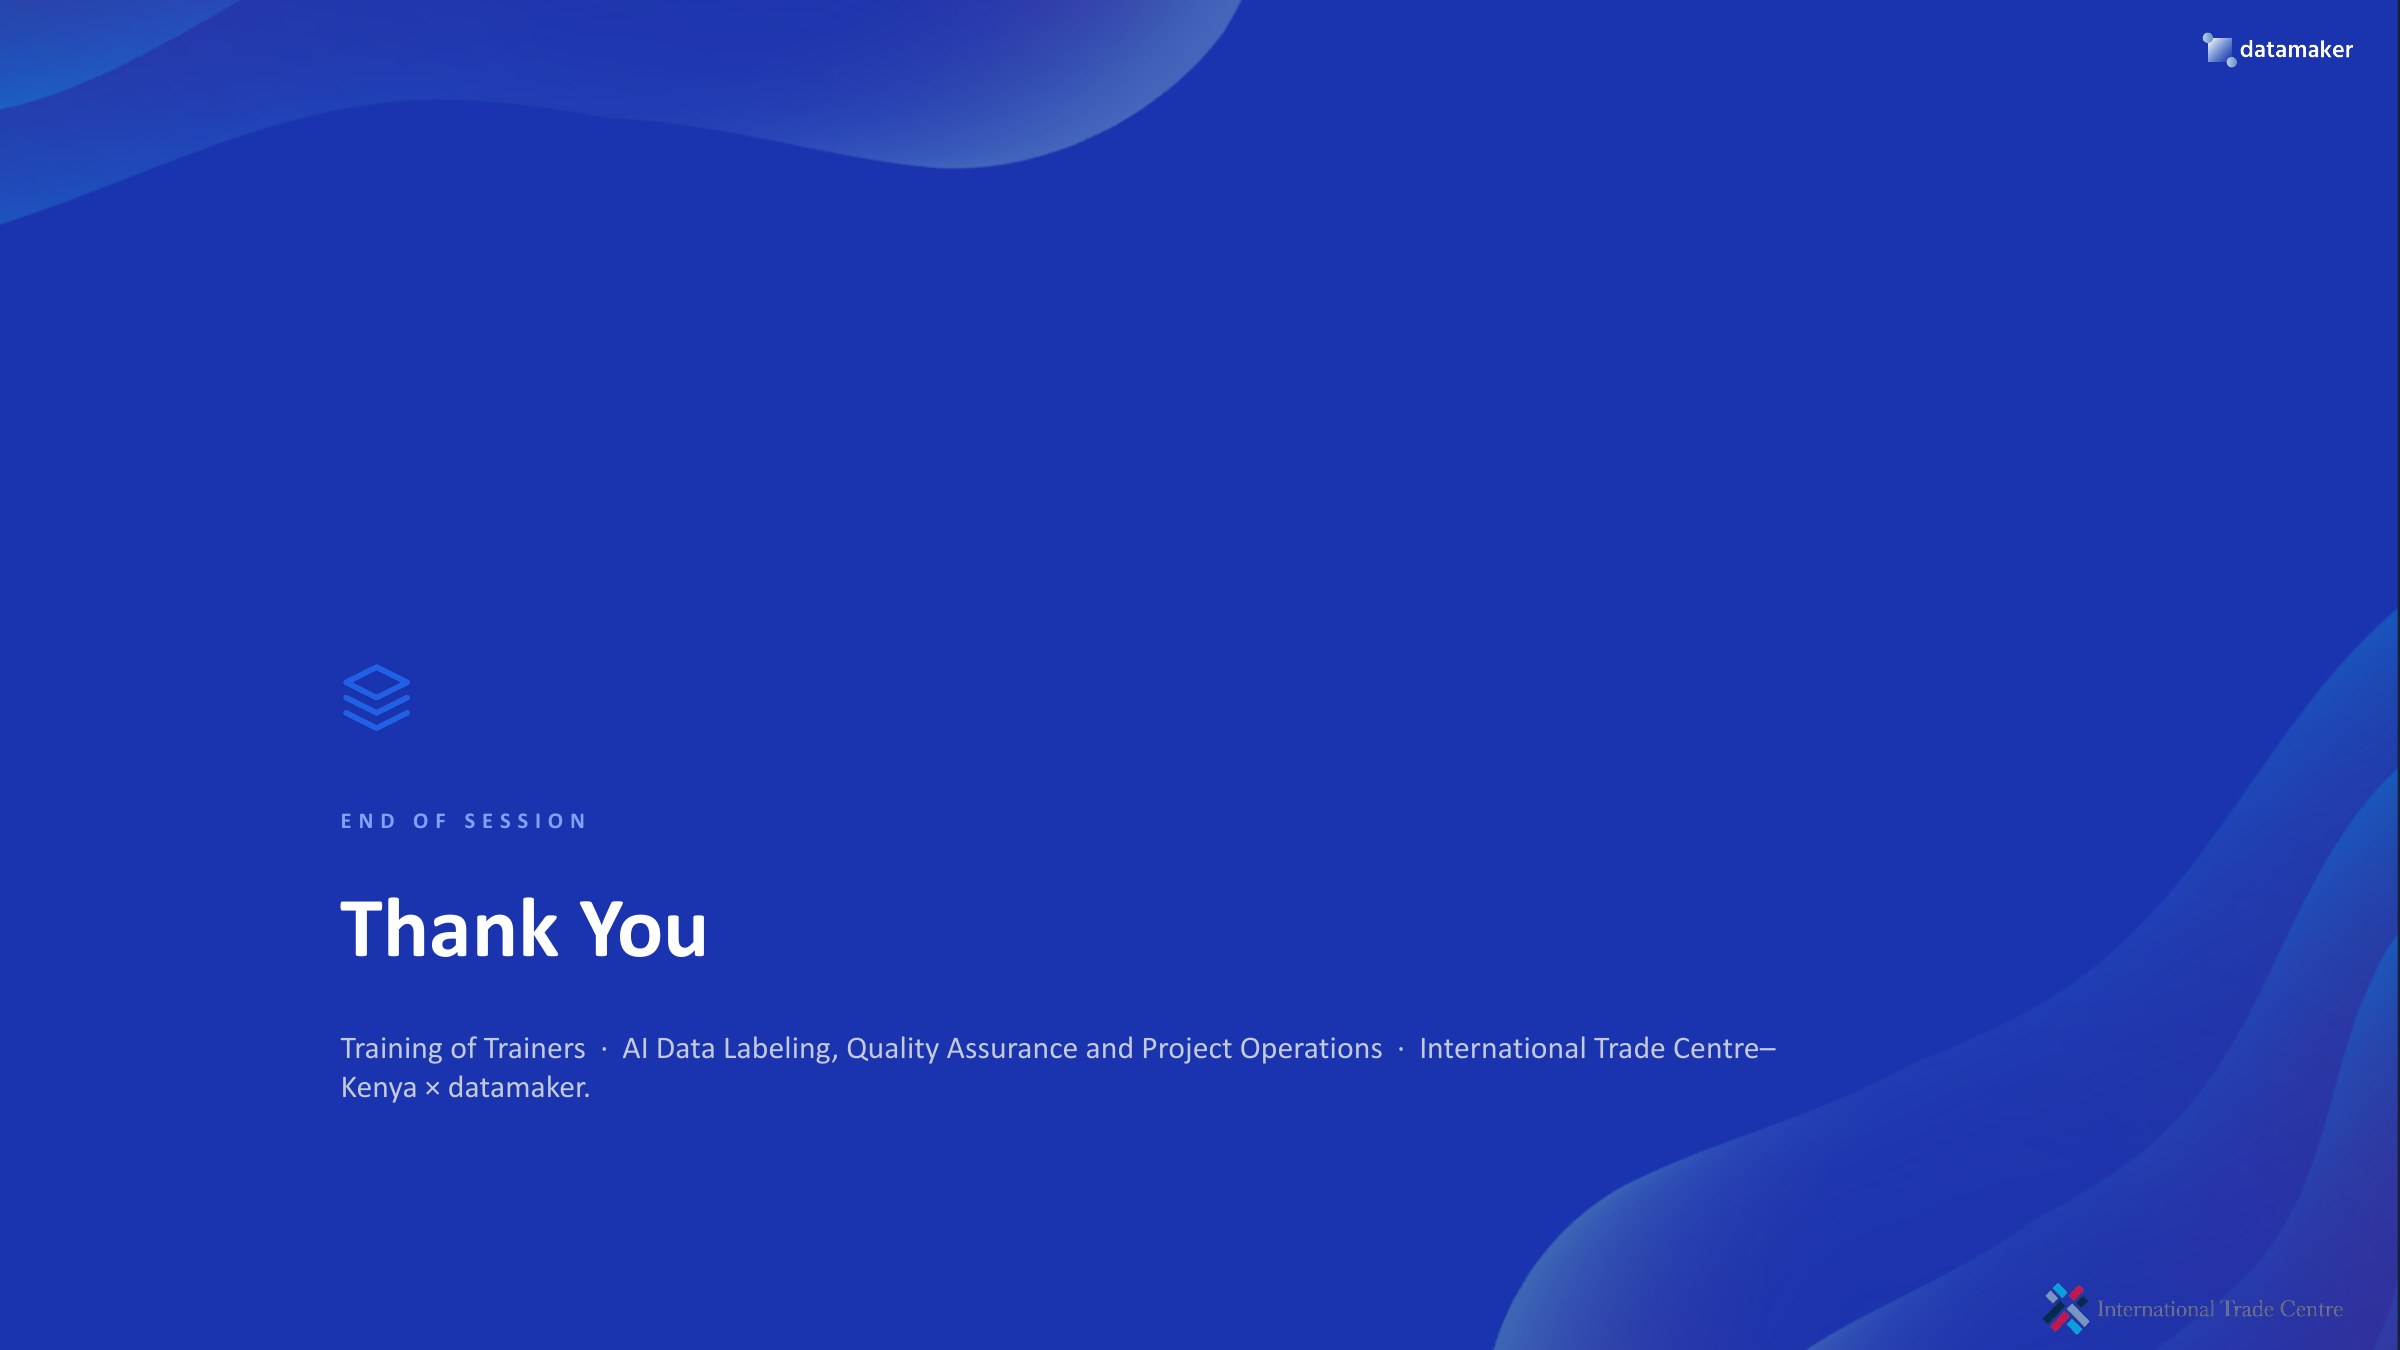 datamaker
END OF SESSION
Thank You
Training of Trainers · AI Data Labeling, Quality Assurance and Project Operations · International Trade Centre–
Kenya × datamaker.
International Trade Centre